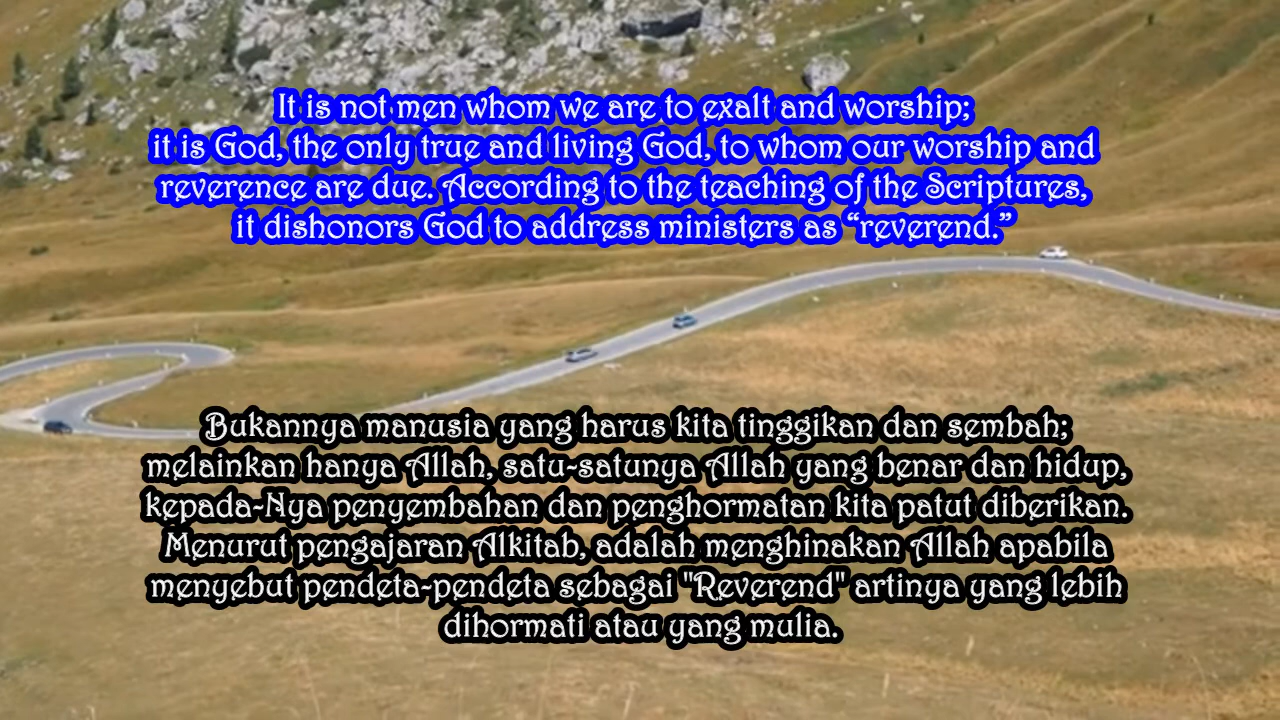 It is not men whom we are to exalt and worship;
it is God, the only true and living God, to whom our worship and
reverence are due. According to the teaching of the Scriptures,
it dishonors God to address ministers as “reverend.”
Bukannya manusia yang harus kita tinggikan dan sembah;
melainkan hanya Allah, satu-satunya Allah yang benar dan hidup,
kepada-Nya penyembahan dan penghormatan kita patut diberikan.
Menurut pengajaran Alkitab, adalah menghinakan Allah apabila
menyebut pendeta-pendeta sebagai "Reverend" artinya yang lebih
dihormati atau yang mulia.